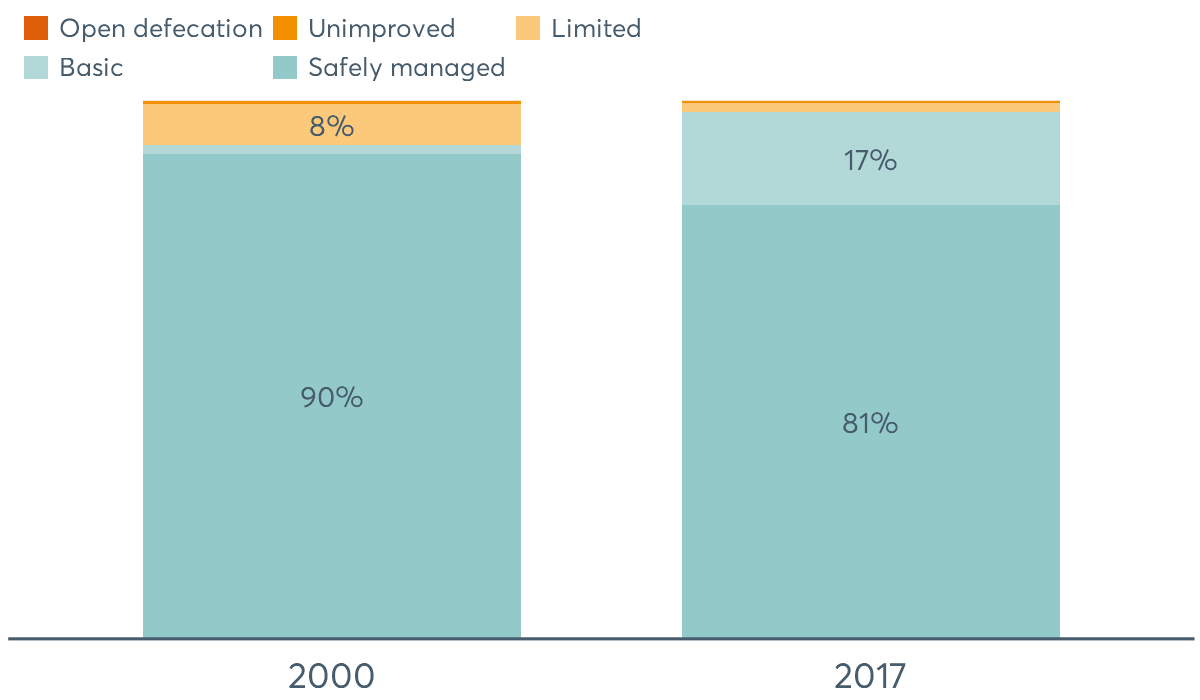 Open defecation Unimproved Limited
Basic Safely managed
8%
17%
90%
81%
2000 2017